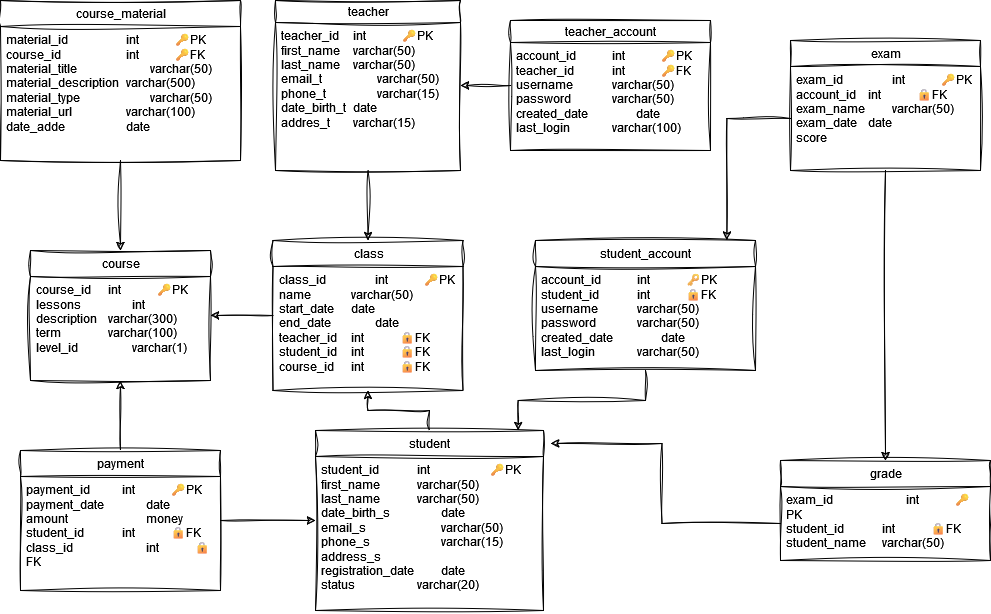 course_material
material_id int 🔑PK
course_id int 🔑FK
material_title varchar(50)
material_description varchar(500)
material_type varchar(50)
material_url varchar(100)
date_adde date
teacher
teacher_id int 🔑PK
first_name varchar(50)
last_name varchar(50)
email_t varchar(50)
phone_t varchar(15)
date_birth_t date
addres_t varchar(15)
teacher_account
account_id int 🔑PK
teacher_id int 🔑FK
username varchar(50)
password varchar(50)
created_date date
last_login varchar(100)
exam
exam_id int 🔑PK
account_id int 🔒FK
exam_name varchar(50)
exam_date date
score
course
course_id int 🔑PK
lessons int
description varchar(300)
term varchar(100)
level_id varchar(1)
class
class_id int 🔑PK
name varchar(50)
start_date date
end_date date
teacher_id int 🔒FK
student_id int 🔒FK
course_id int 🔒FK
student_account
account_id int 🔑PK
student_id int 🔒FK
username varchar(50)
password varchar(50)
created_date date
last_login varchar(50)
payment
payment_id int 🔑PK
payment_date date
amount money
student_id int 🔒FK
class_id int 🔒
FK
student
student_id int 🔑PK
first_name varchar(50)
last_name varchar(50)
date_birth_s date
email_s varchar(50)
phone_s varchar(15)
address_s
registration_date date
status varchar(20)
grade
exam_id int 🔑
PK
student_id int 🔒FK
student_name varchar(50)